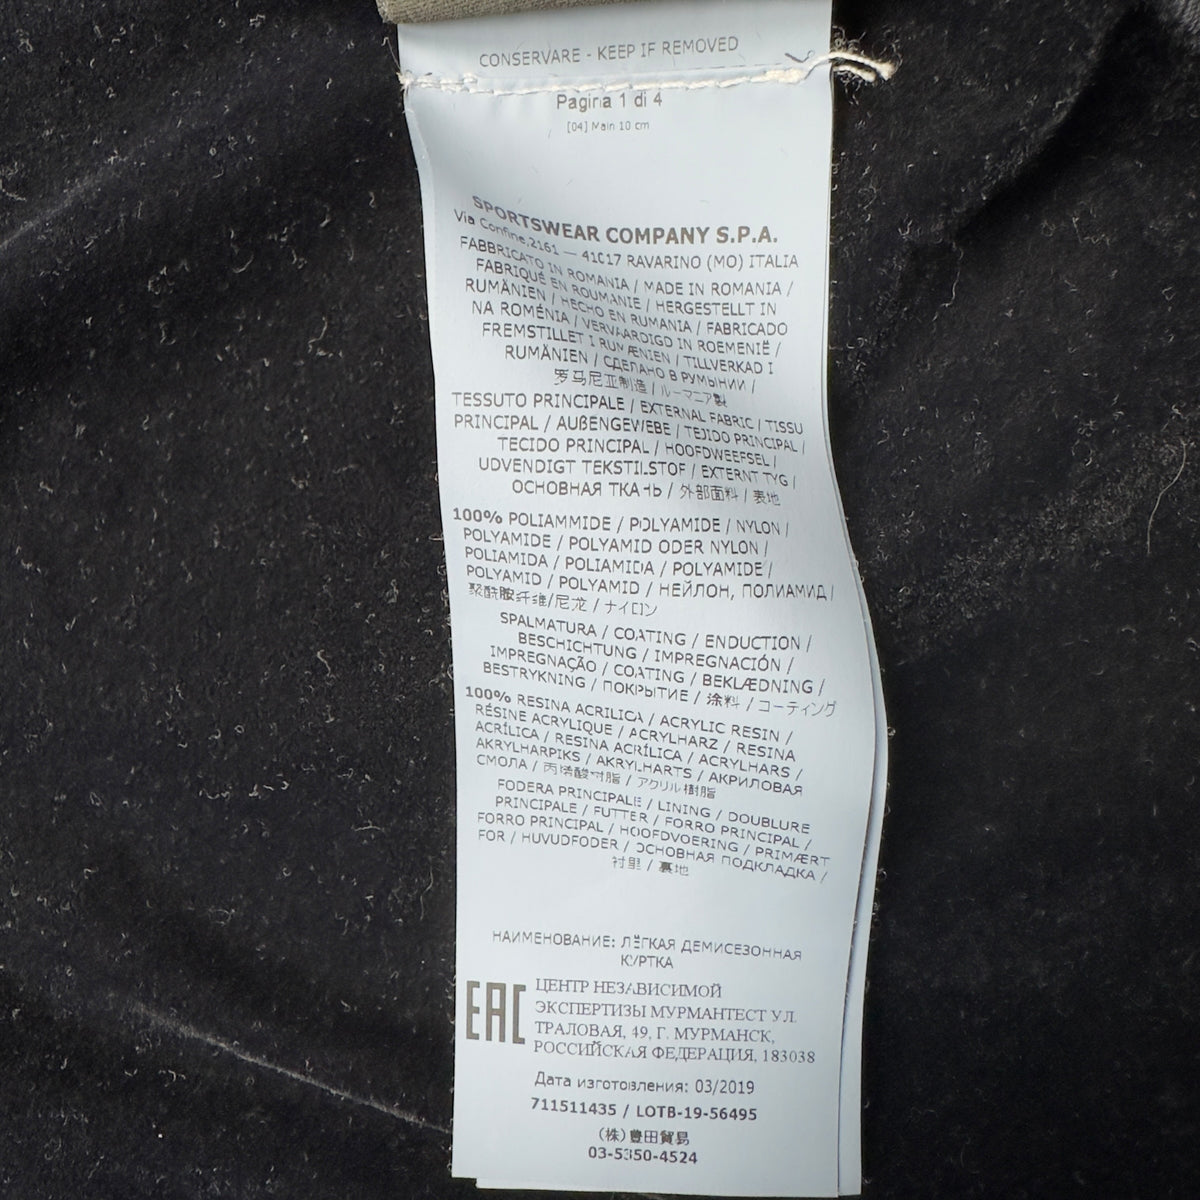 CONSERVARE - KEEP IF REMOVED
Pagina 1 di 4
[04] Main 10 cm
SPORTSWEAR COMPANY S.P.A.
Via Confine,2161 — 41017 RAVARINO (MO) ITALIA
FABBRICATO IN ROMANIA / MADE IN ROMANIA /
FABRIQUÉ EN ROUMANIE / HERGESTELLT IN
RUMÄNIEN / HECHO EN RUMANIA / FABRICADO
NA ROMÉNIA / VERVAARDIGD IN ROEMENIË /
FREMSTILLET I RUMÆNIEN / TILLVERKAD I
RUMÄNIEN / СДЕЛАНО В РУМЫНИИ /
罗马尼亚制造 / ルーマニア製
TESSUTO PRINCIPALE / EXTERNAL FABRIC / TISSU
PRINCIPAL / AUßENGEWEBE / TEJIDO PRINCIPAL /
TECIDO PRINCIPAL / HOOFDWEEFSEL /
UDVENDIGT TEKSTILSTOF / EXTERNT TYG /
ОСНОВНАЯ ТКАНЬ / 外部面料 / 表地
100% POLIAMMIDE / POLYAMIDE / NYLON /
POLYAMIDE / POLYAMID ODER NYLON /
POLIAMIDA / POLIAMIDA / POLYAMIDE /
POLYAMID / POLYAMID / НЕЙЛОН, ПОЛИАМИД /
聚酰胺纤维/尼龙 / ナイロン
SPALMATURA / COATING / ENDUCTION /
BESCHICHTUNG / IMPREGNACIÓN /
IMPREGNAÇÃO / COATING / BEKLÆDNING /
BESTRYKNING / ПОКРЫТИЕ / 涂料 / コーティング
100% RESINA ACRILICA / ACRYLIC RESIN /
RÉSINE ACRYLIQUE / ACRYLHARZ / RESINA
ACRÍLICA / RESINA ACRÍLICA / ACRYLHARS /
AKRYLHARPIKS / AKRYLHARTS / АКРИЛОВАЯ
СМОЛА / 丙烯酸树脂 / アクリル樹脂
FODERA PRINCIPALE / LINING / DOUBLURE
PRINCIPALE / FUTTER / FORRO PRINCIPAL /
FORRO PRINCIPAL / HOOFDVOERING / PRIMÆRT
FOR / HUVUDFODER / ОСНОВНАЯ ПОДКЛАДКА /
衬里 / 裏地
НАИМЕНОВАНИЕ: ЛЁГКАЯ ДЕМИСЕЗОННАЯ
КУРТКА
EAC
ЦЕНТР НЕЗАВИСИМОЙ
ЭКСПЕРТИЗЫ МУРМАНТЕСТ УЛ.
ТРАЛОВАЯ, 49, Г. МУРМАНСК,
РОССИЙСКАЯ ФЕДЕРАЦИЯ, 183038
Дата изготовления: 03/2019
711511435 / LOTB-19-56495
(株)豊田貿易
03-5350-4524